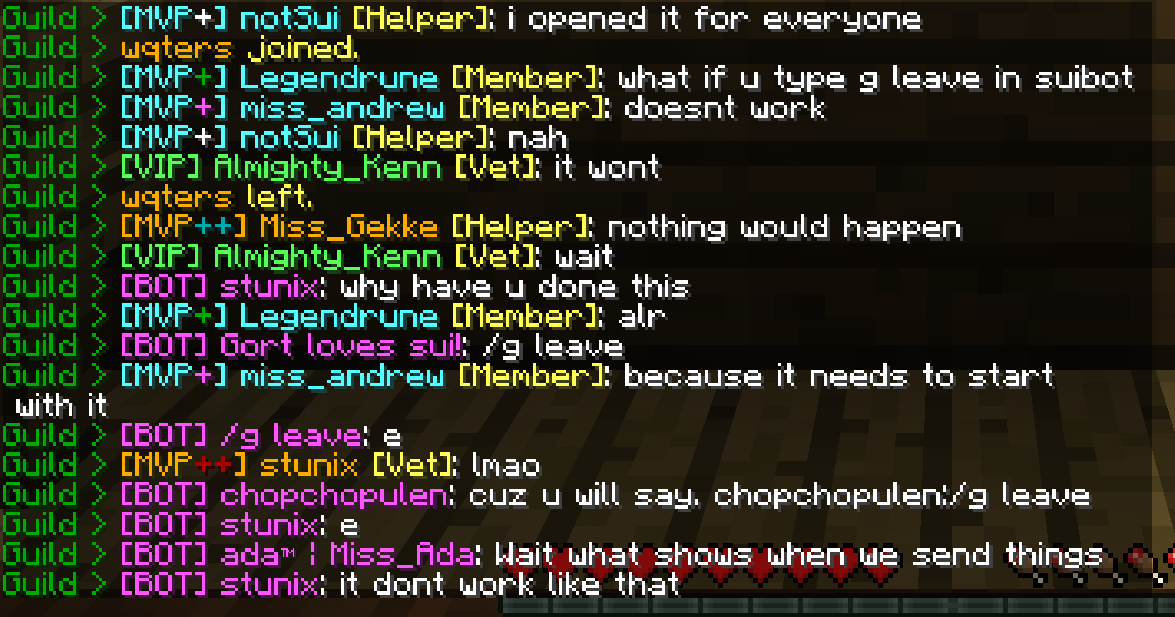 Guild > [MVP+] notSui [Helper]: i opened it for everyone
Guild > wqters joined.
Guild > [MVP+] Legendrune [Member]: what if u type g leave in suibot
Guild > [MVP+] miss_andrew [Member]: doesnt work
Guild > [MVP+] notSui [Helper]: nah
Guild > [VIP] Almighty_Kenn [Vet]: it wont
Guild > wqters left.
Guild > [MVP++] Miss_Gekke [Helper]: nothing would happen
Guild > [VIP] Almighty_Kenn [Vet]: wait
Guild > [BOT] stunix: why have u done this
Guild > [MVP+] Legendrune [Member]: alr
Guild > [BOT] Gort loves sui!: /g leave
Guild > [MVP+] miss_andrew [Member]: because it needs to start
with it
Guild > [BOT] /g leave: e
Guild > [MVP++] stunix [Vet]: lmao
Guild > [BOT] chopchopulen: cuz u will say, chopchopulen:/g leave
Guild > [BOT] stunix: e
Guild > [BOT] ada™ | Miss_Ada: Wait what shows when we send things
Guild > [BOT] stunix: it dont work like that